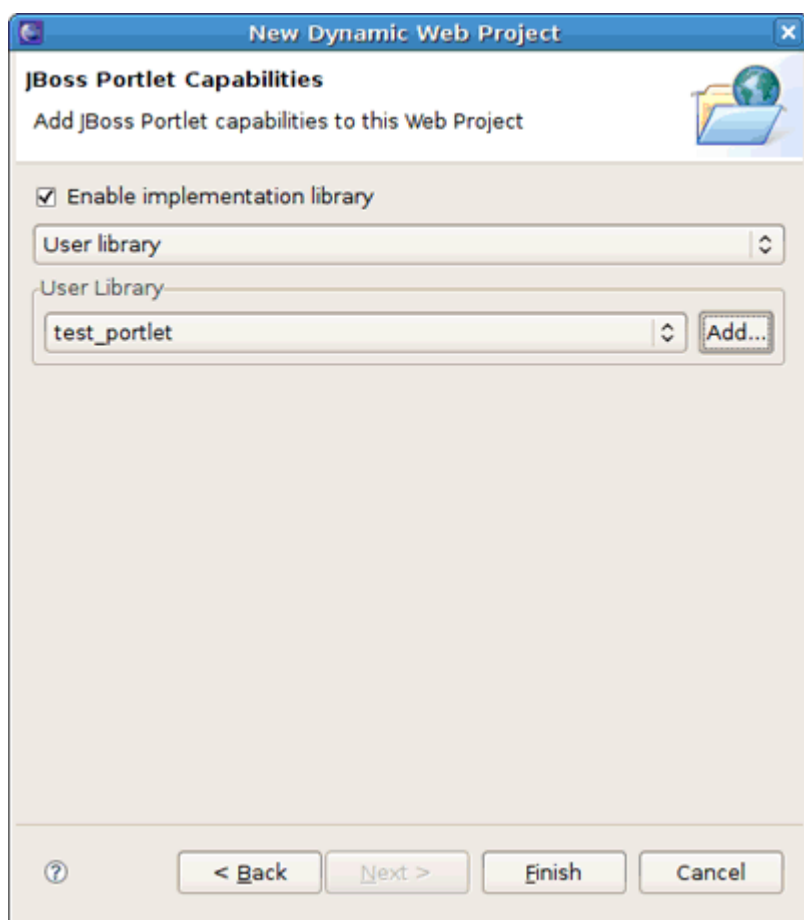 New Dynamic Web Project
JBoss Portlet Capabilities
Add JBoss Portlet capabilities to this Web Project
Enable implementation library
User library
User Library
test_portlet Add...
? < Back Next > Finish Cancel